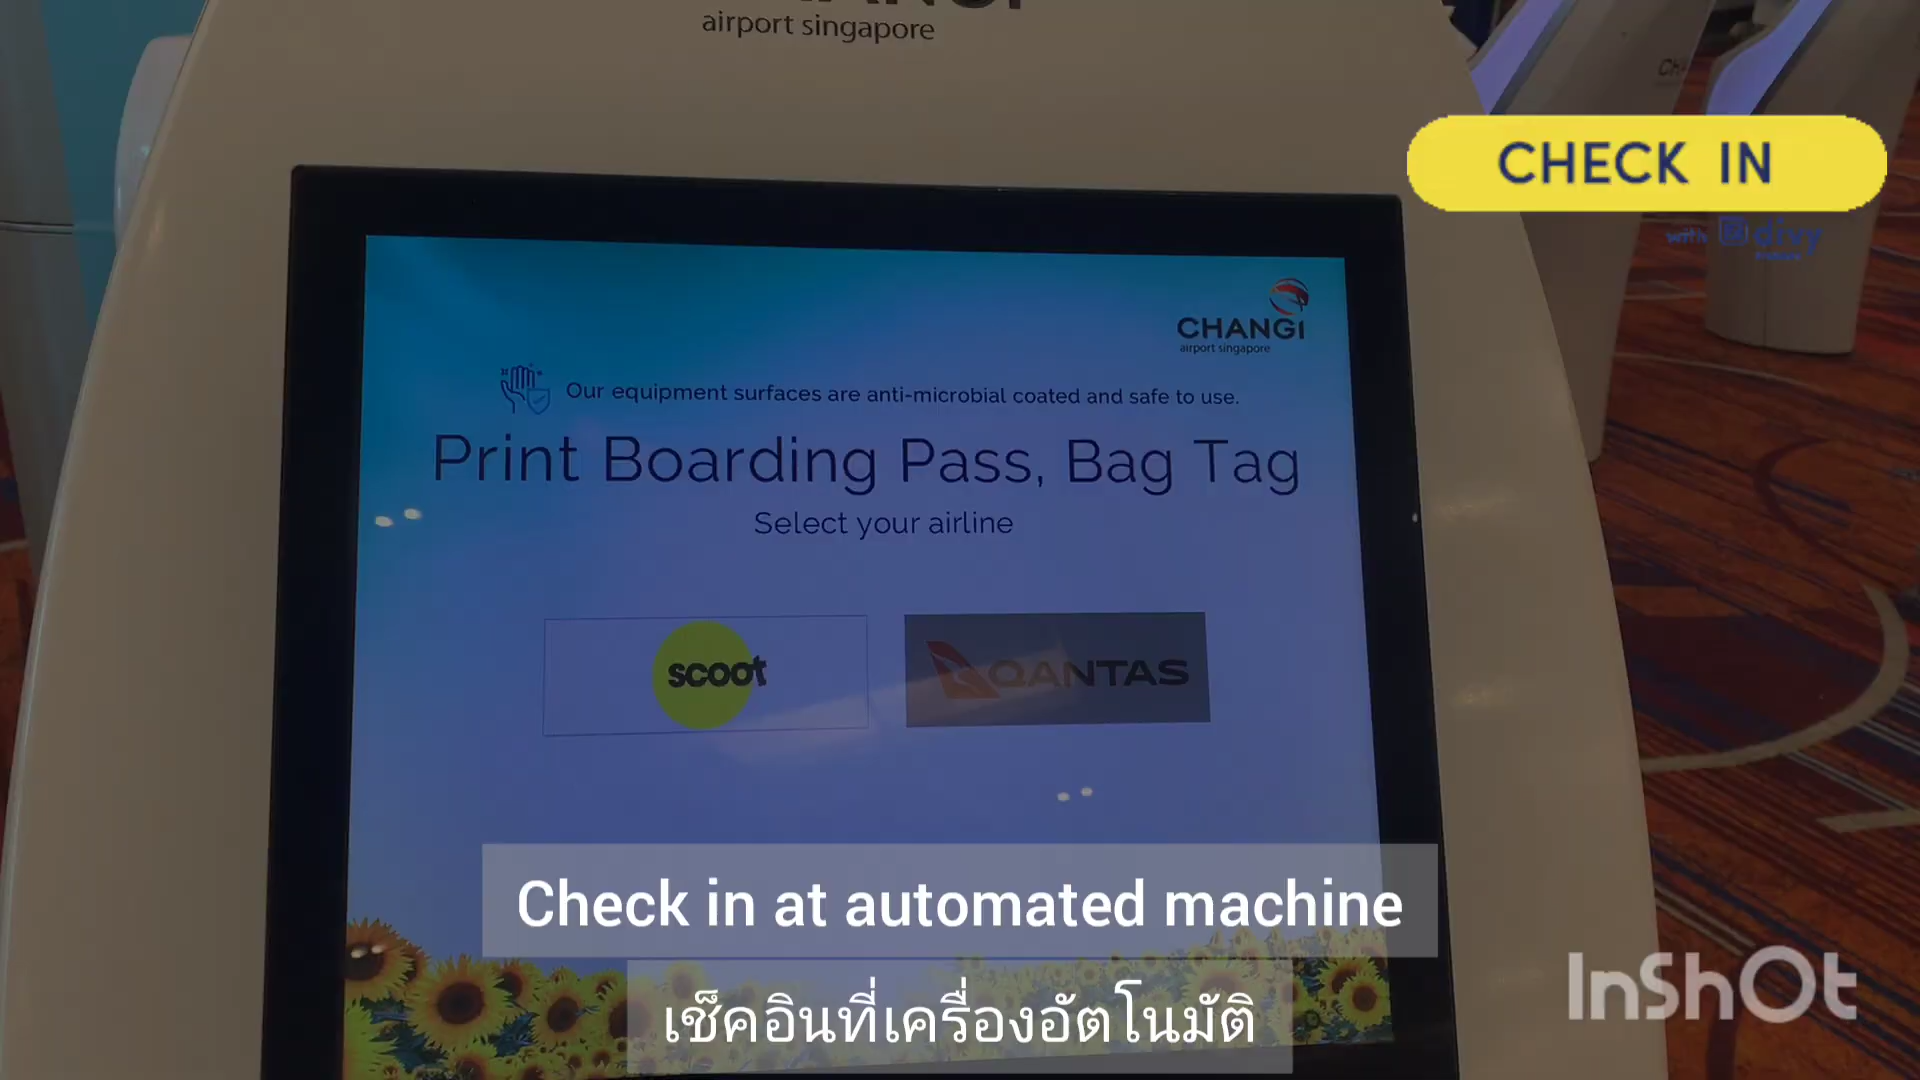 airport singapore
CHECK IN
with divy
CHANGI
airport singapore
Our equipment surfaces are anti-microbial coated and safe to use.
Print Boarding Pass, Bag Tag
Select your airline
scoot
QANTAS
Check in at automated machine
เช็คอินที่เครื่องอัตโนมัติ
InShOt